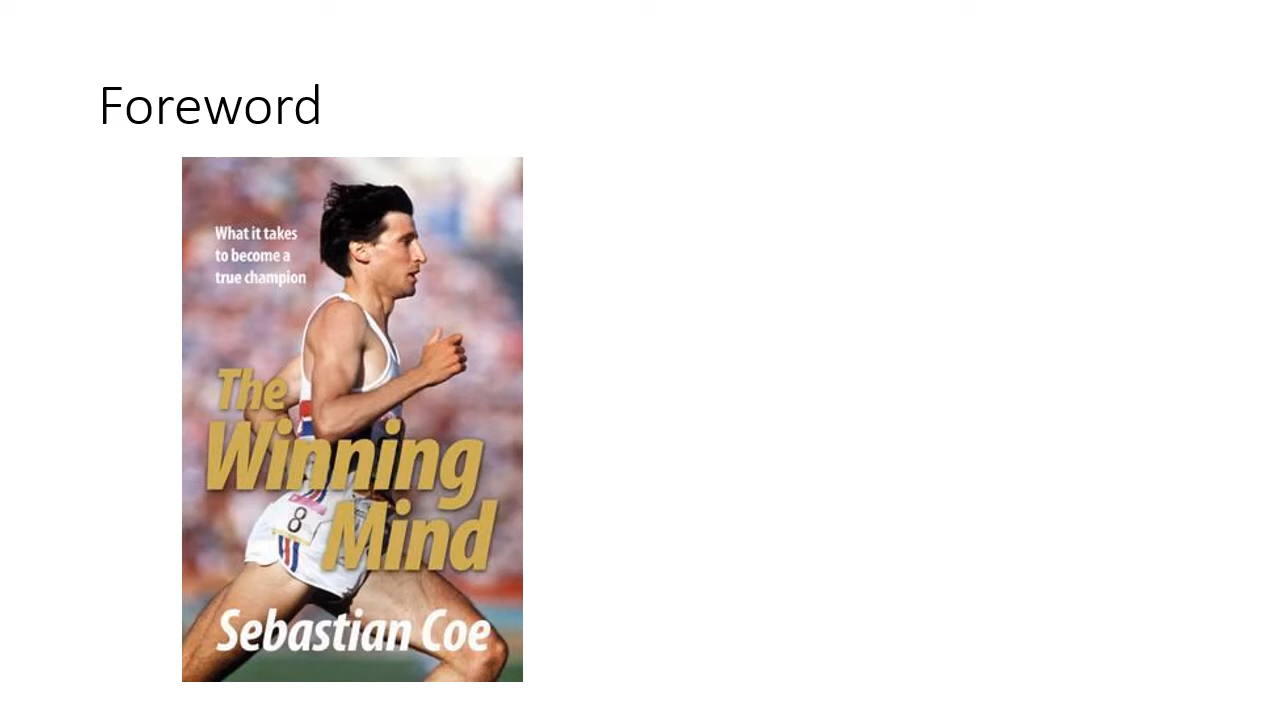 Foreword
What it takes
to become a
true champion
The
Winning
Mind
8
Sebastian Coe